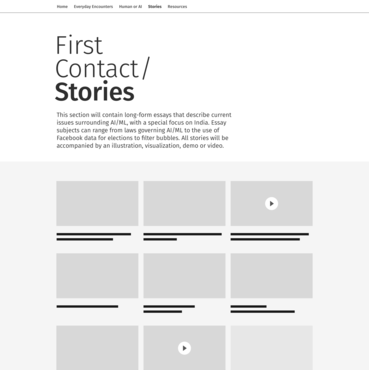 Home Everyday Encounters Human or AI Stories Resources
First
Contact/
Stories
This section will contain long-form essays that describe current
issues surrounding AI/ML, with a special focus on India. Essay
subjects can range from laws governing AI/ML to the use of
Facebook data for elections to filter bubbles. All stories will be
accompanied by an illustration, visualization, demo or video.